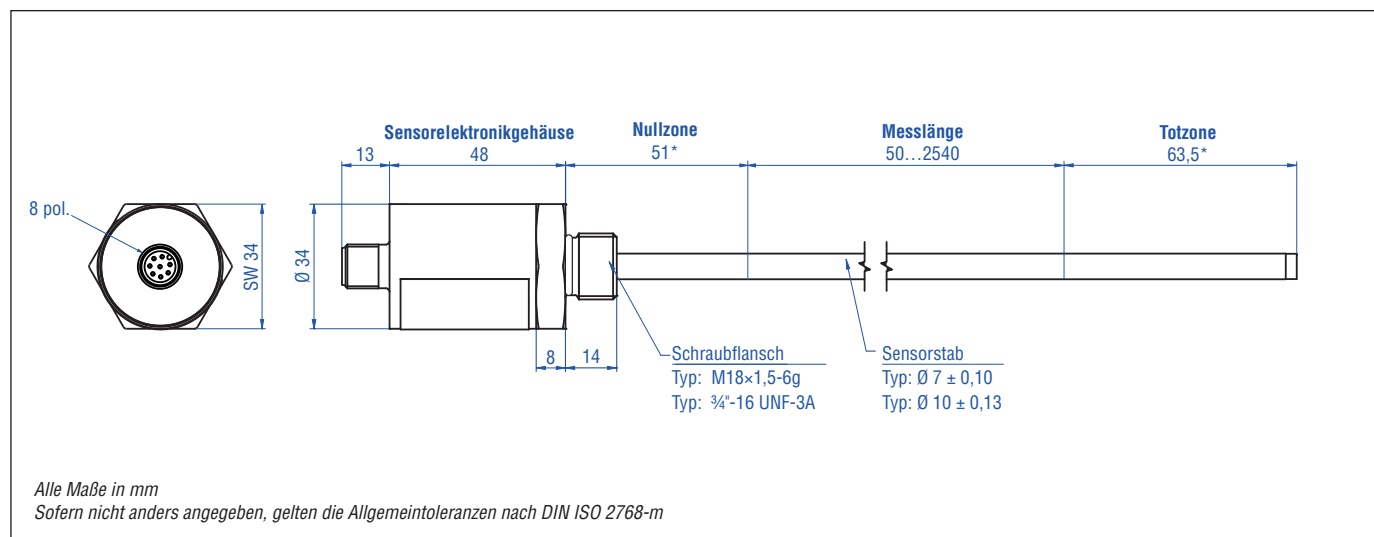 Sensorelektronikgehäuse
Nullzone
Messlänge
Totzone
13
48
51*
50…2540
63,5*
8 pol.
SW 34
Ø 34
8
14
Schraubflansch
Typ: M18×1,5-6g
Typ: ¾"-16 UNF-3A
Sensorstab
Typ: Ø 7 ± 0,10
Typ: Ø 10 ± 0,13
Alle Maße in mm
Sofern nicht anders angegeben, gelten die Allgemeintoleranzen nach DIN ISO 2768-m